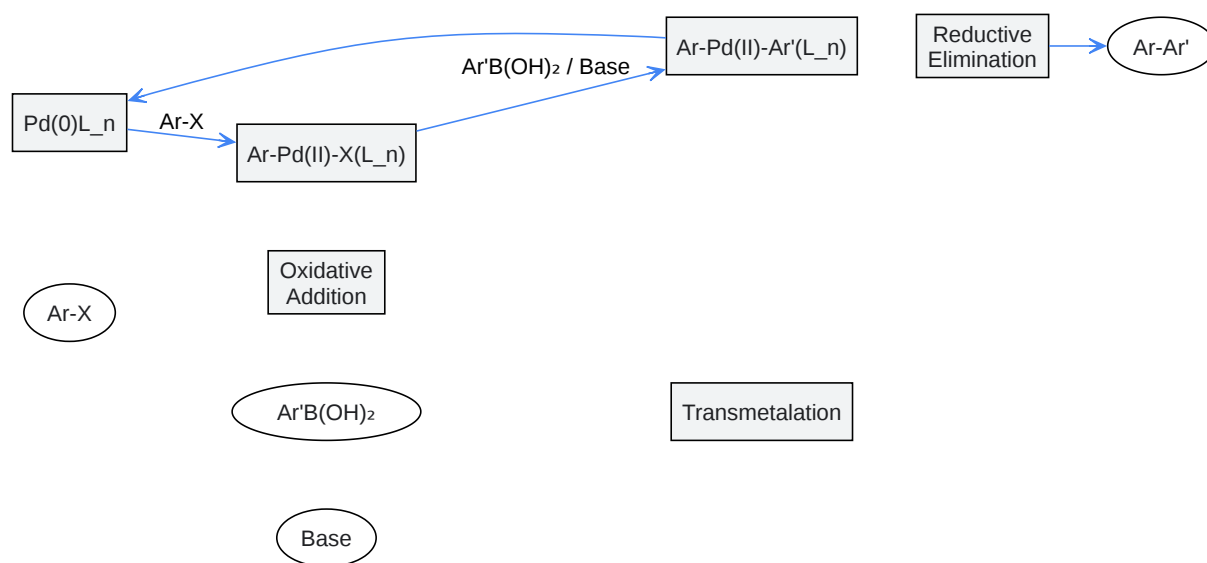 Ar-Pd(II)-Ar'(L_n)
Reductive
Elimination
Ar-Ar'
Ar'B(OH)₂ / Base
Pd(0)L_n
Ar-X
Ar-Pd(II)-X(L_n)
Oxidative
Addition
Ar-X
Ar'B(OH)₂
Transmetalation
Base